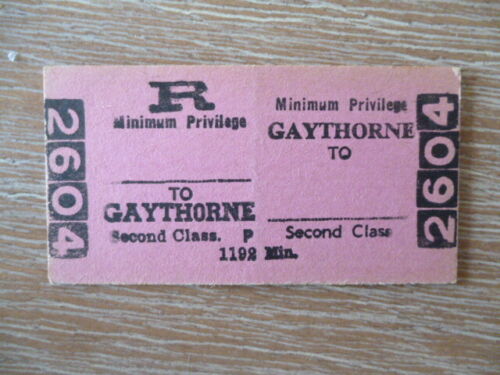 2604
R
Minimum Privilege
TO
GAYTHORNE
Second Class. P
1192 Min.
Minimum Privilege
GAYTHORNE
TO
Second Class
2604